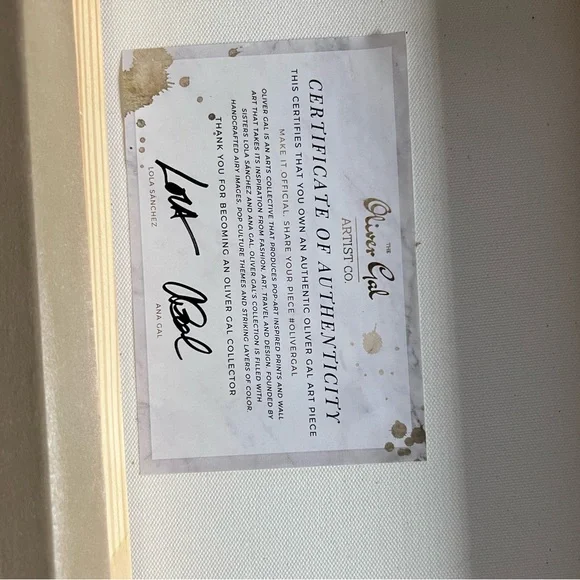 THE
Oliver Gal
ARTIST CO.
CERTIFICATE OF AUTHENTICITY
THIS CERTIFIES THAT YOU OWN AN AUTHENTIC OLIVER GAL ART PIECE
MAKE IT OFFICIAL. SHARE YOUR PIECE #OLIVERGAL
OLIVER GAL IS AN ARTS COLLECTIVE THAT PRODUCES POP-ART INSPIRED PRINTS AND WALL
ART THAT TAKES ITS INSPIRATION FROM FASHION, ART, TRAVEL AND DESIGN. FOUNDED BY
SISTERS LOLA SÁNCHEZ AND ANA GAL, OLIVER GAL'S COLLECTION IS FILLED WITH
HANDCRAFTED AIRY IMAGES, POP CULTURE THEMES AND STRIKING LAYERS OF COLOR.
THANK YOU FOR BECOMING AN OLIVER GAL COLLECTOR
LOLA
LOLA SÁNCHEZ
ANA GAL